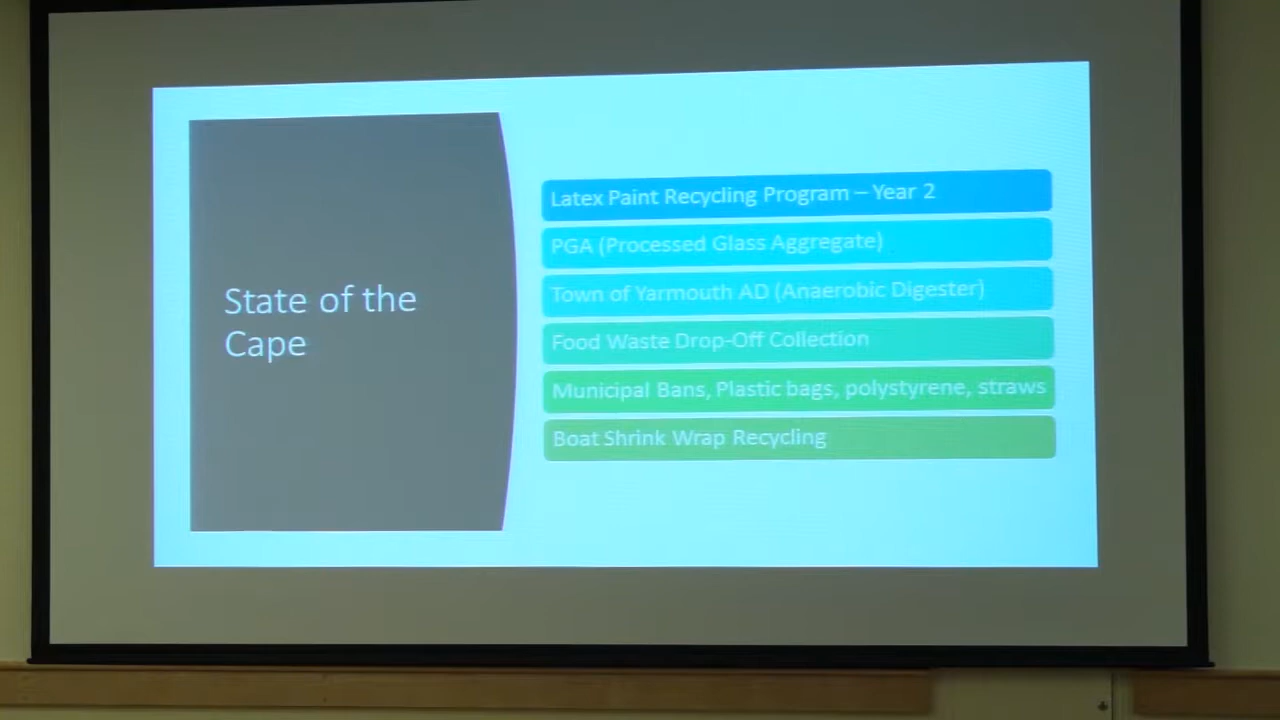 State of the
Cape
Latex Paint Recycling Program – Year 2
PGA (Processed Glass Aggregate)
Town of Yarmouth AD (Anaerobic Digester)
Food Waste Drop-Off Collection
Municipal Bans, Plastic bags, polystyrene, straws
Boat Shrink Wrap Recycling